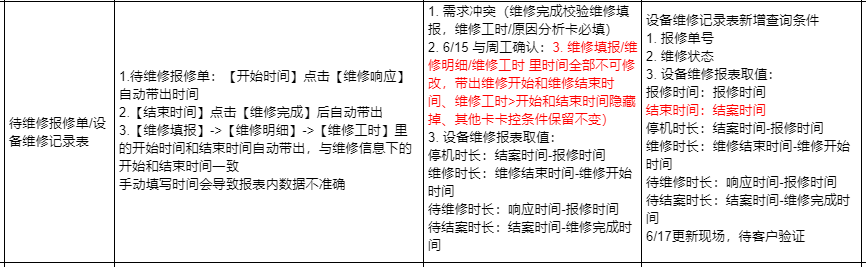 待维修报修单/设
备维修记录表
1.待维修报修单：【开始时间】点击【维修响应】
自动带出时间
2.【结束时间】点击【维修完成】后自动带出
3.【维修填报】->【维修明细】->【维修工时】里
的开始时间和结束时间自动带出，与维修信息下的
开始和结束时间一致
手动填写时间会导致报表内数据不准确
1. 需求冲突（维修完成校验维修填
报，维修工时/原因分析卡必填）
2. 6/15 与周工确认：3. 维修填报/维
修明细/维修工时 里时间全部不可修
改，带出维修开始和维修结束时
间、维修工时>开始和结束时间隐藏
掉、其他卡卡控条件保留不变）
3. 设备维修报表取值：
停机时长：结案时间-报修时间
维修时长：维修结束时间-维修开始
时间
待维修时长：响应时间-报修时间
待结案时长：结案时间-维修完成时
间
设备维修记录表新增查询条件
1. 报修单号
2. 维修状态
3. 设备维修报表取值：
报修时间：报修时间
结束时间：结案时间
停机时长：结案时间-报修时间
维修时长：维修结束时间-维修开始
时间
待维修时长：响应时间-报修时间
待结案时长：结案时间-维修完成时
间
6/17更新现场，待客户验证